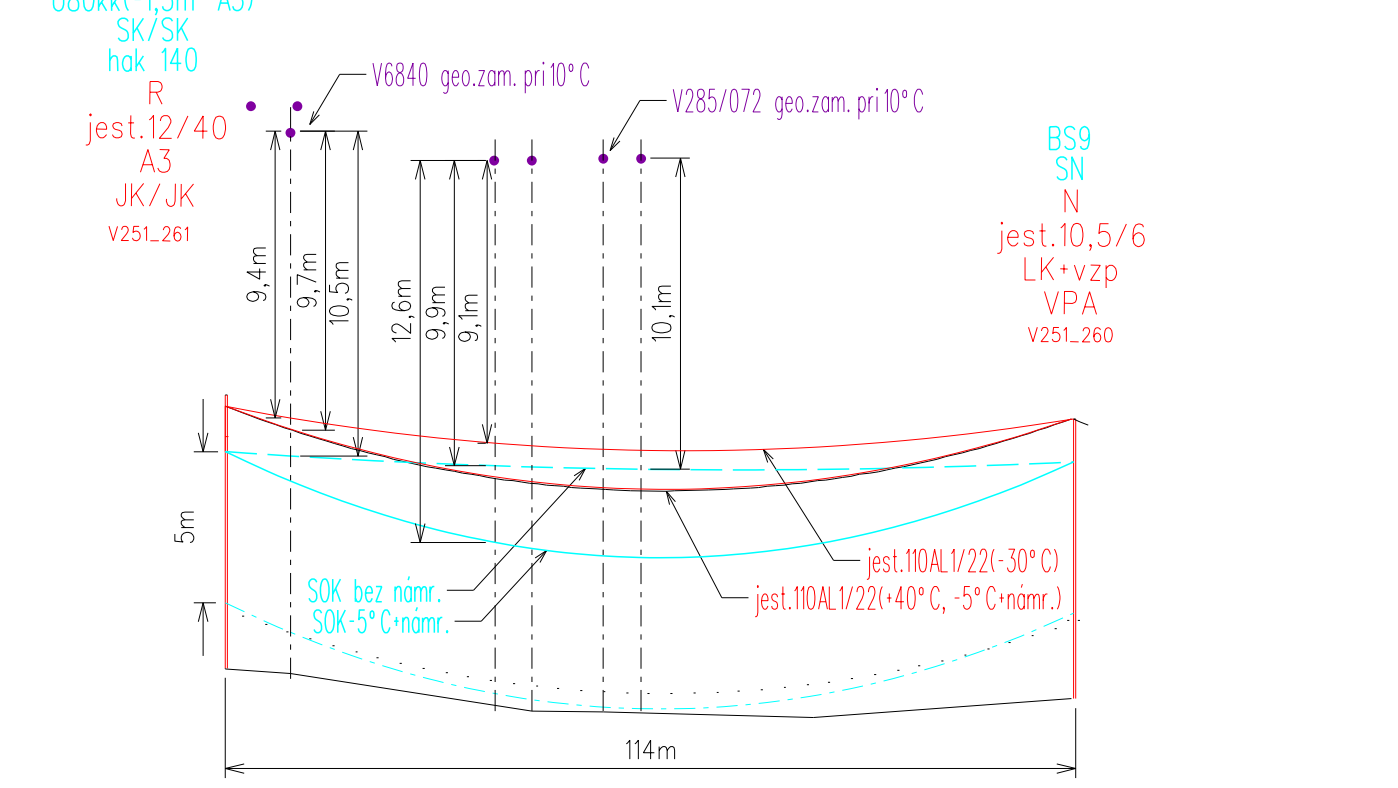 SK/SK
hak 140
R
jest.12/40
A3
JK/JK
V251_261
V6840 geo.zam. pri 10°C
V285/072 geo.zam. pri 10°C
BS9
SN
N
jest.10,5/6
LK+vzp
VPA
V251_260
9,4m
9,7m
10,5m
12,6m
9,9m
9,1m
10,1m
5m
SOK bez námr.
SOK-5°C+námr.
jest.110AL1/22(-30°C)
jest.110AL1/22(+40°C, -5°C+námr.)
114m